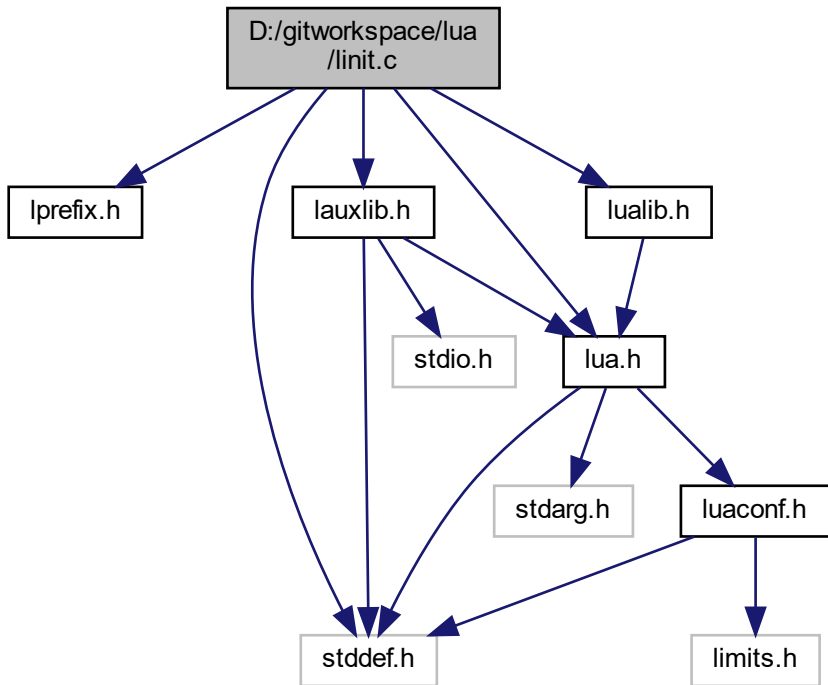 D:/gitworkspace/lua
/linit.c
lprefix.h
lauxlib.h
lualib.h
stdio.h
lua.h
stdarg.h
luaconf.h
stddef.h
limits.h